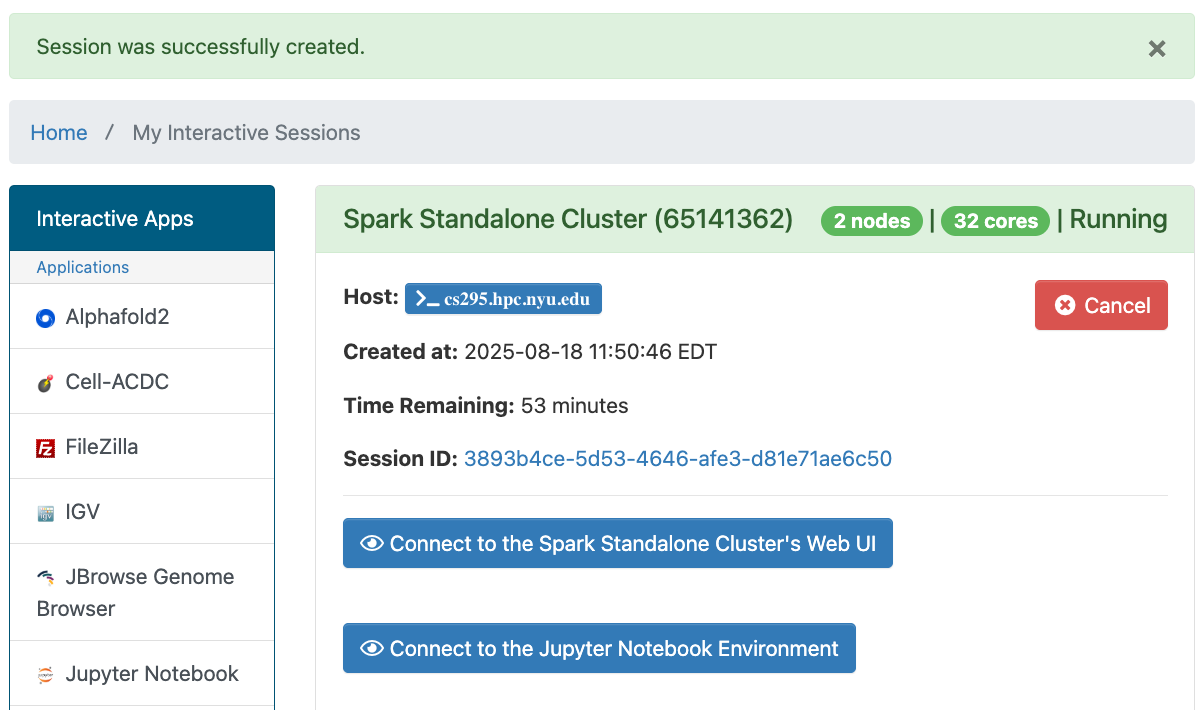 Session was successfully created.
×
Home / My Interactive Sessions
Interactive Apps
Applications
Alphafold2
Cell-ACDC
FileZilla
IGV
JBrowse Genome
Browser
Jupyter Notebook
Spark Standalone Cluster (65141362) 2 nodes | 32 cores | Running
Host: >_ cs295.hpc.nyu.edu
Cancel
Created at: 2025-08-18 11:50:46 EDT
Time Remaining: 53 minutes
Session ID: 3893b4ce-5d53-4646-afe3-d81e71ae6c50
Connect to the Spark Standalone Cluster's Web UI
Connect to the Jupyter Notebook Environment